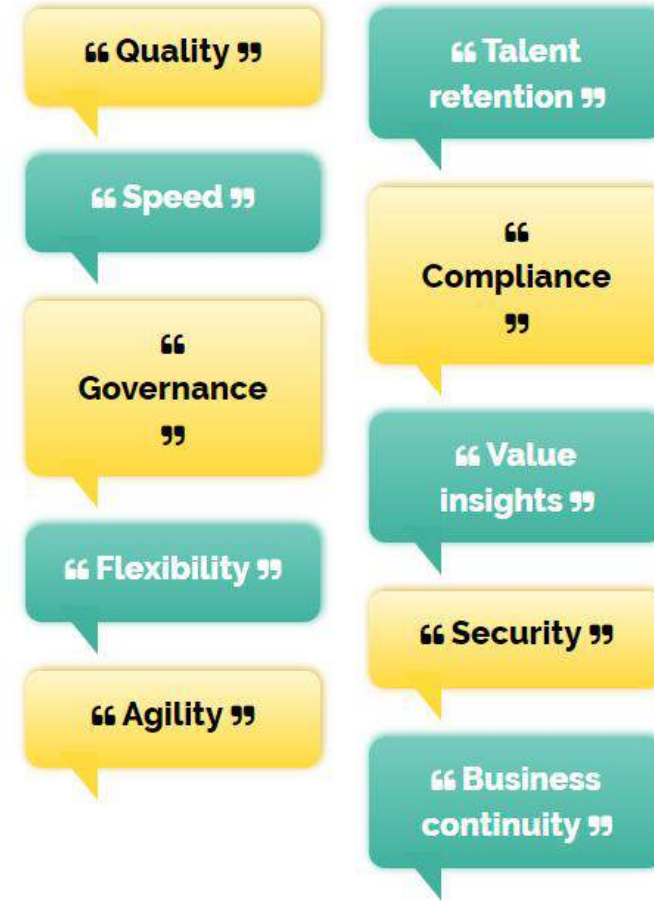 ❝ Quality ❞
❝ Speed ❞
❝
Governance
❞
❝ Flexibility ❞
❝ Agility ❞
❝ Talent
retention ❞
❝
Compliance
❞
❝ Value
insights ❞
❝ Security ❞
❝ Business
continuity ❞